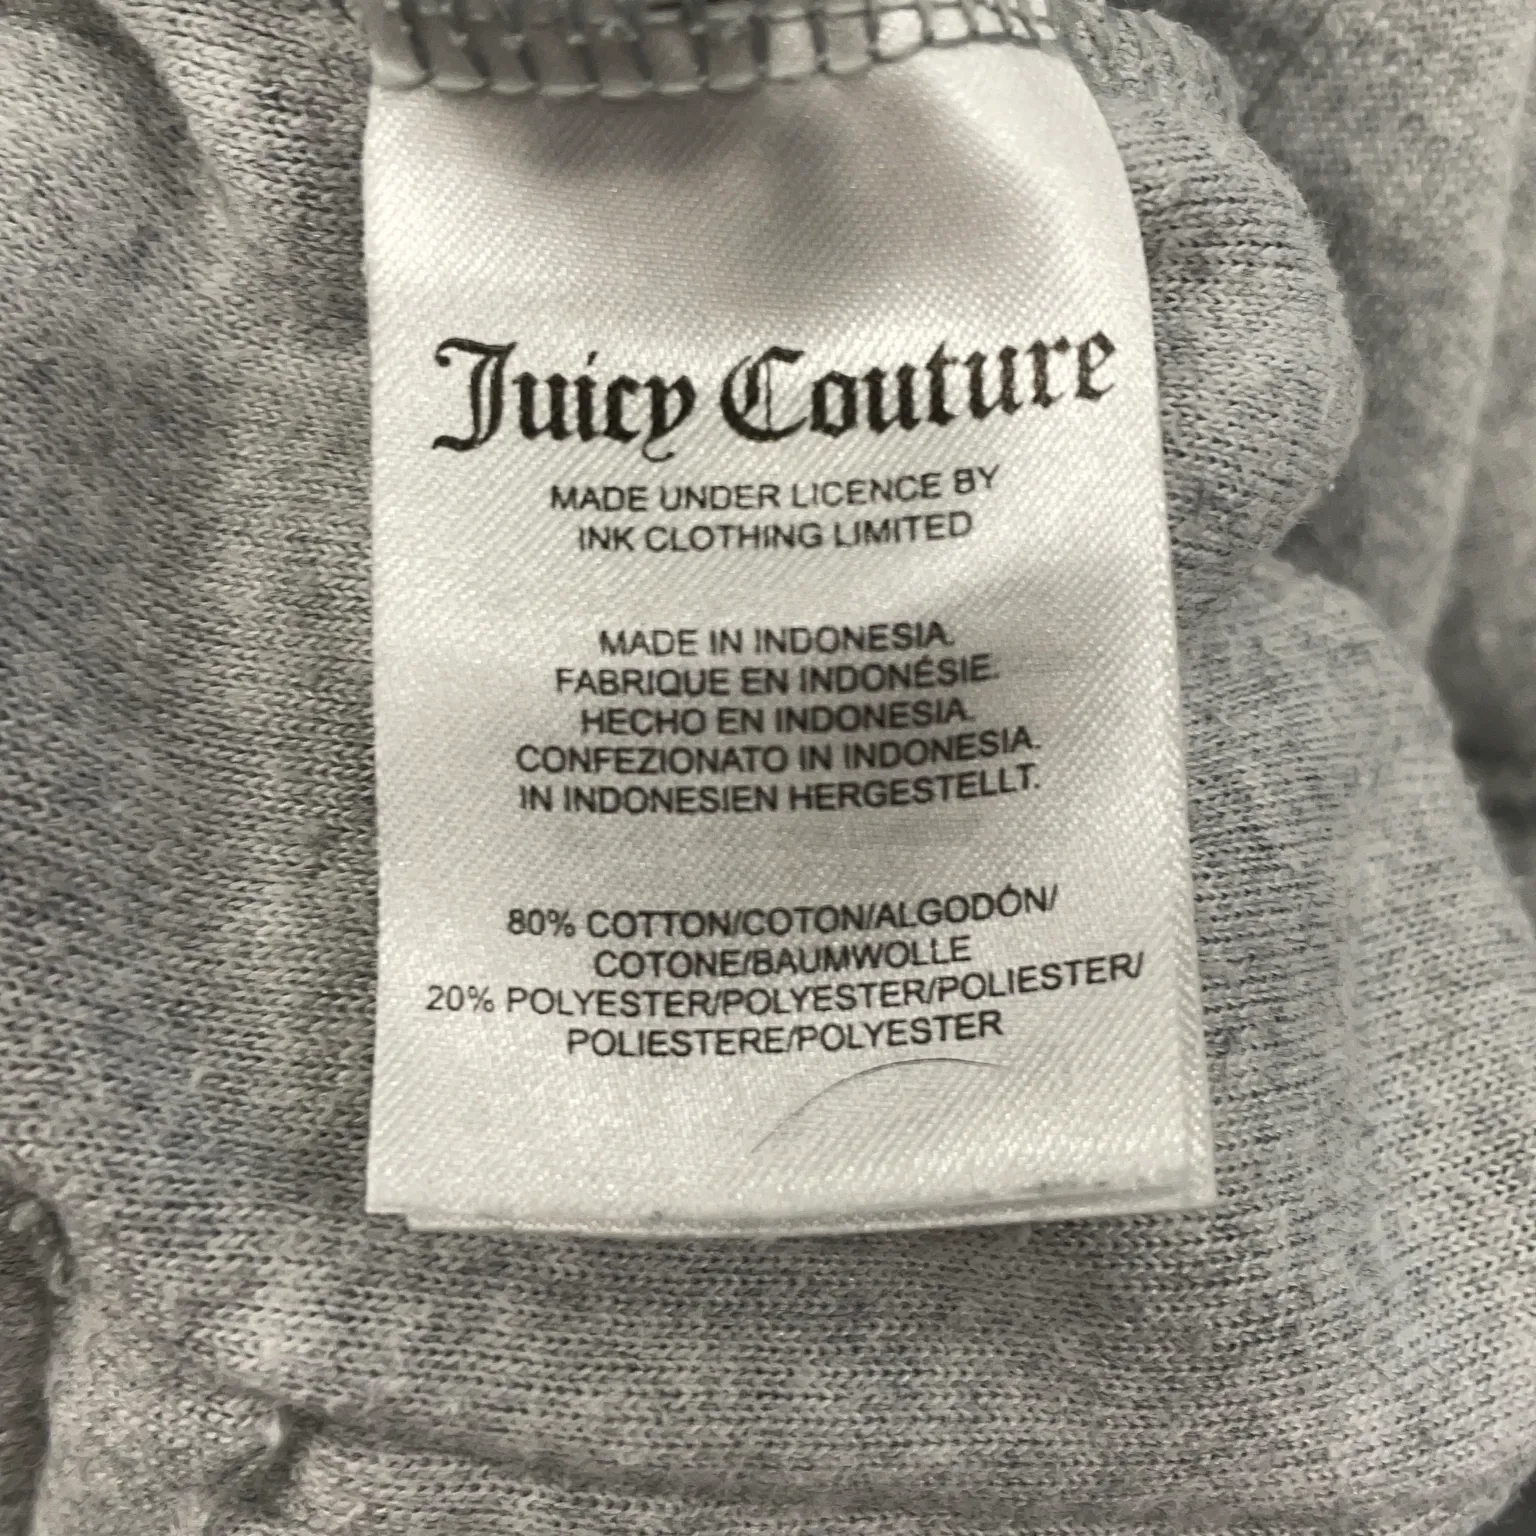 Juicy Couture
MADE UNDER LICENCE BY
INK CLOTHING LIMITED
MADE IN INDONESIA.
FABRIQUE EN INDONÉSIE.
HECHO EN INDONESIA.
CONFEZIONATO IN INDONESIA.
IN INDONESIEN HERGESTELLT.
80% COTTON/COTON/ALGODÓN/
COTONE/BAUMWOLLE
20% POLYESTER/POLYESTER/POLIESTER/
POLIESTERE/POLYESTER